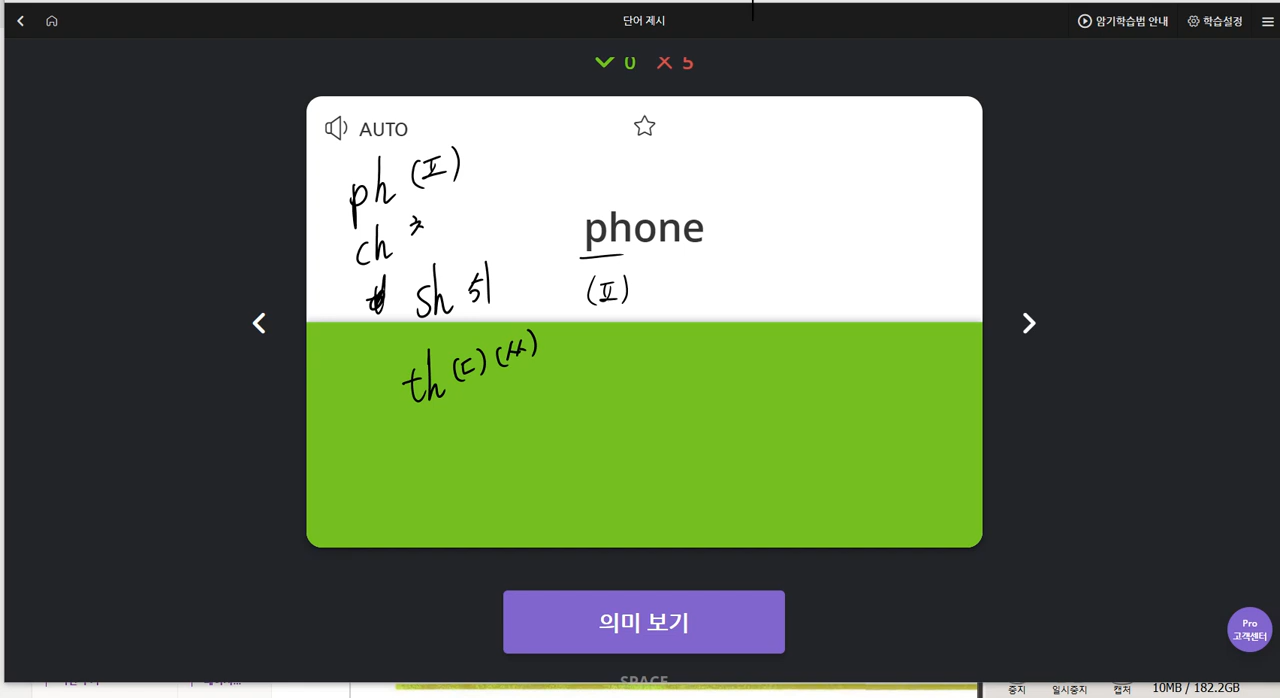 단어 제시
암기학습법 안내
학습설정
0 5
AUTO
ph (ㅍ)
phone
(ㅍ)
ch ㅊ
sh 쉬
th (ㄷ) (ㅆ)
의미 보기
Pro
고객센터
SPACE
중지 일시중지 캡처 10MB / 182.2GB